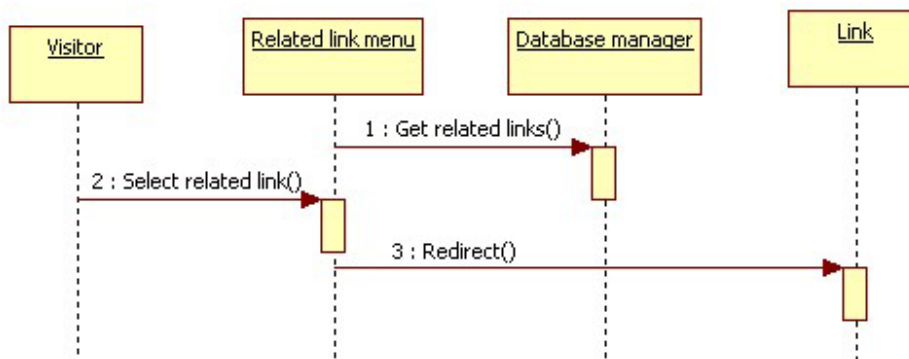 Visitor
Related link menu
Database manager
Link
1 : Get related links()
2 : Select related link()
3 : Redirect()